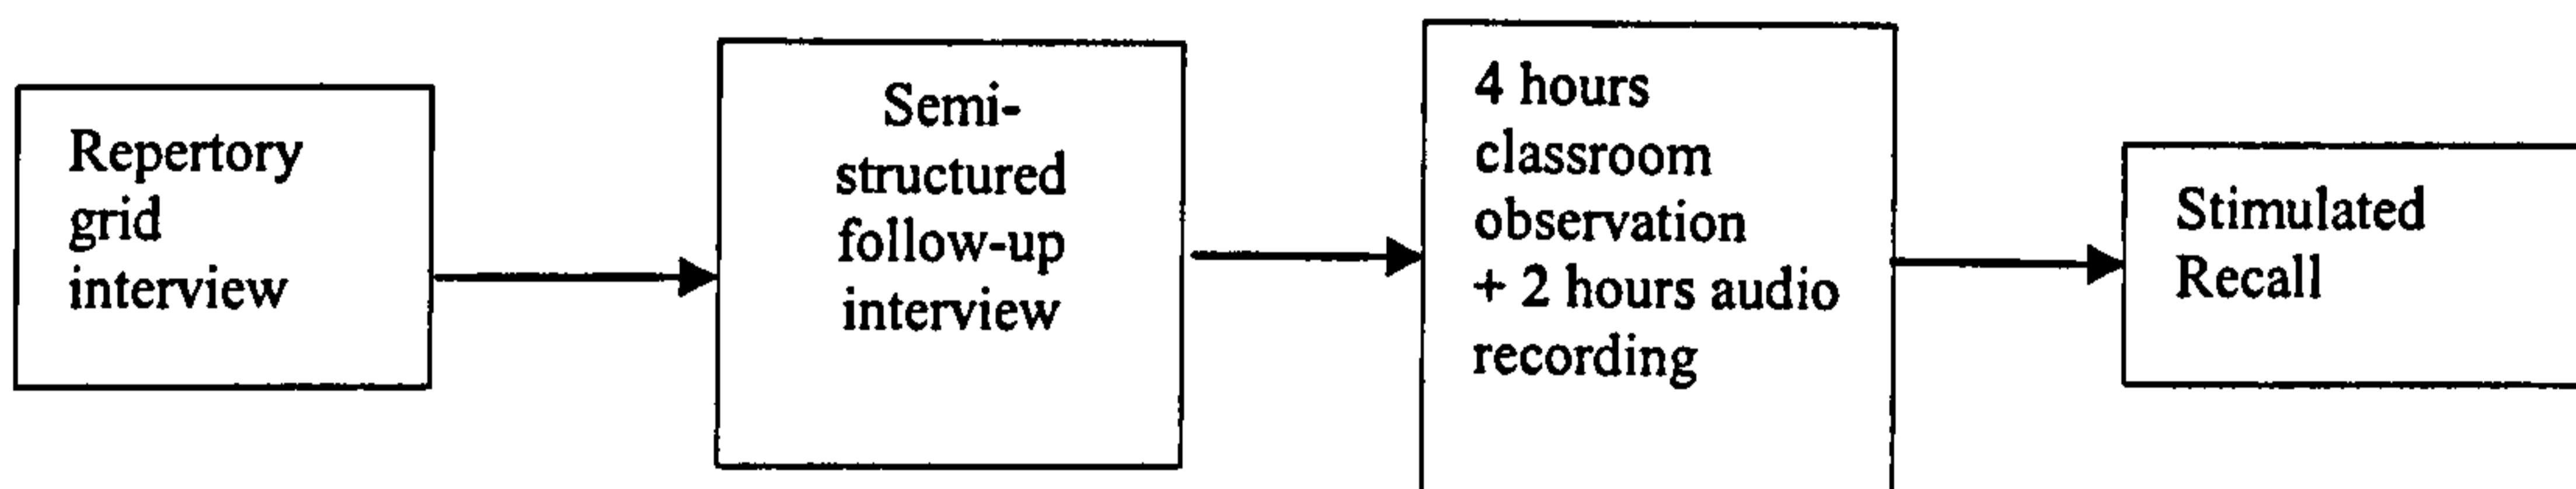 Repertory
grid
interview
Semi-
structured
follow-up
interview
4 hours
classroom
observation
+ 2 hours audio
recording
Stimulated
Recall